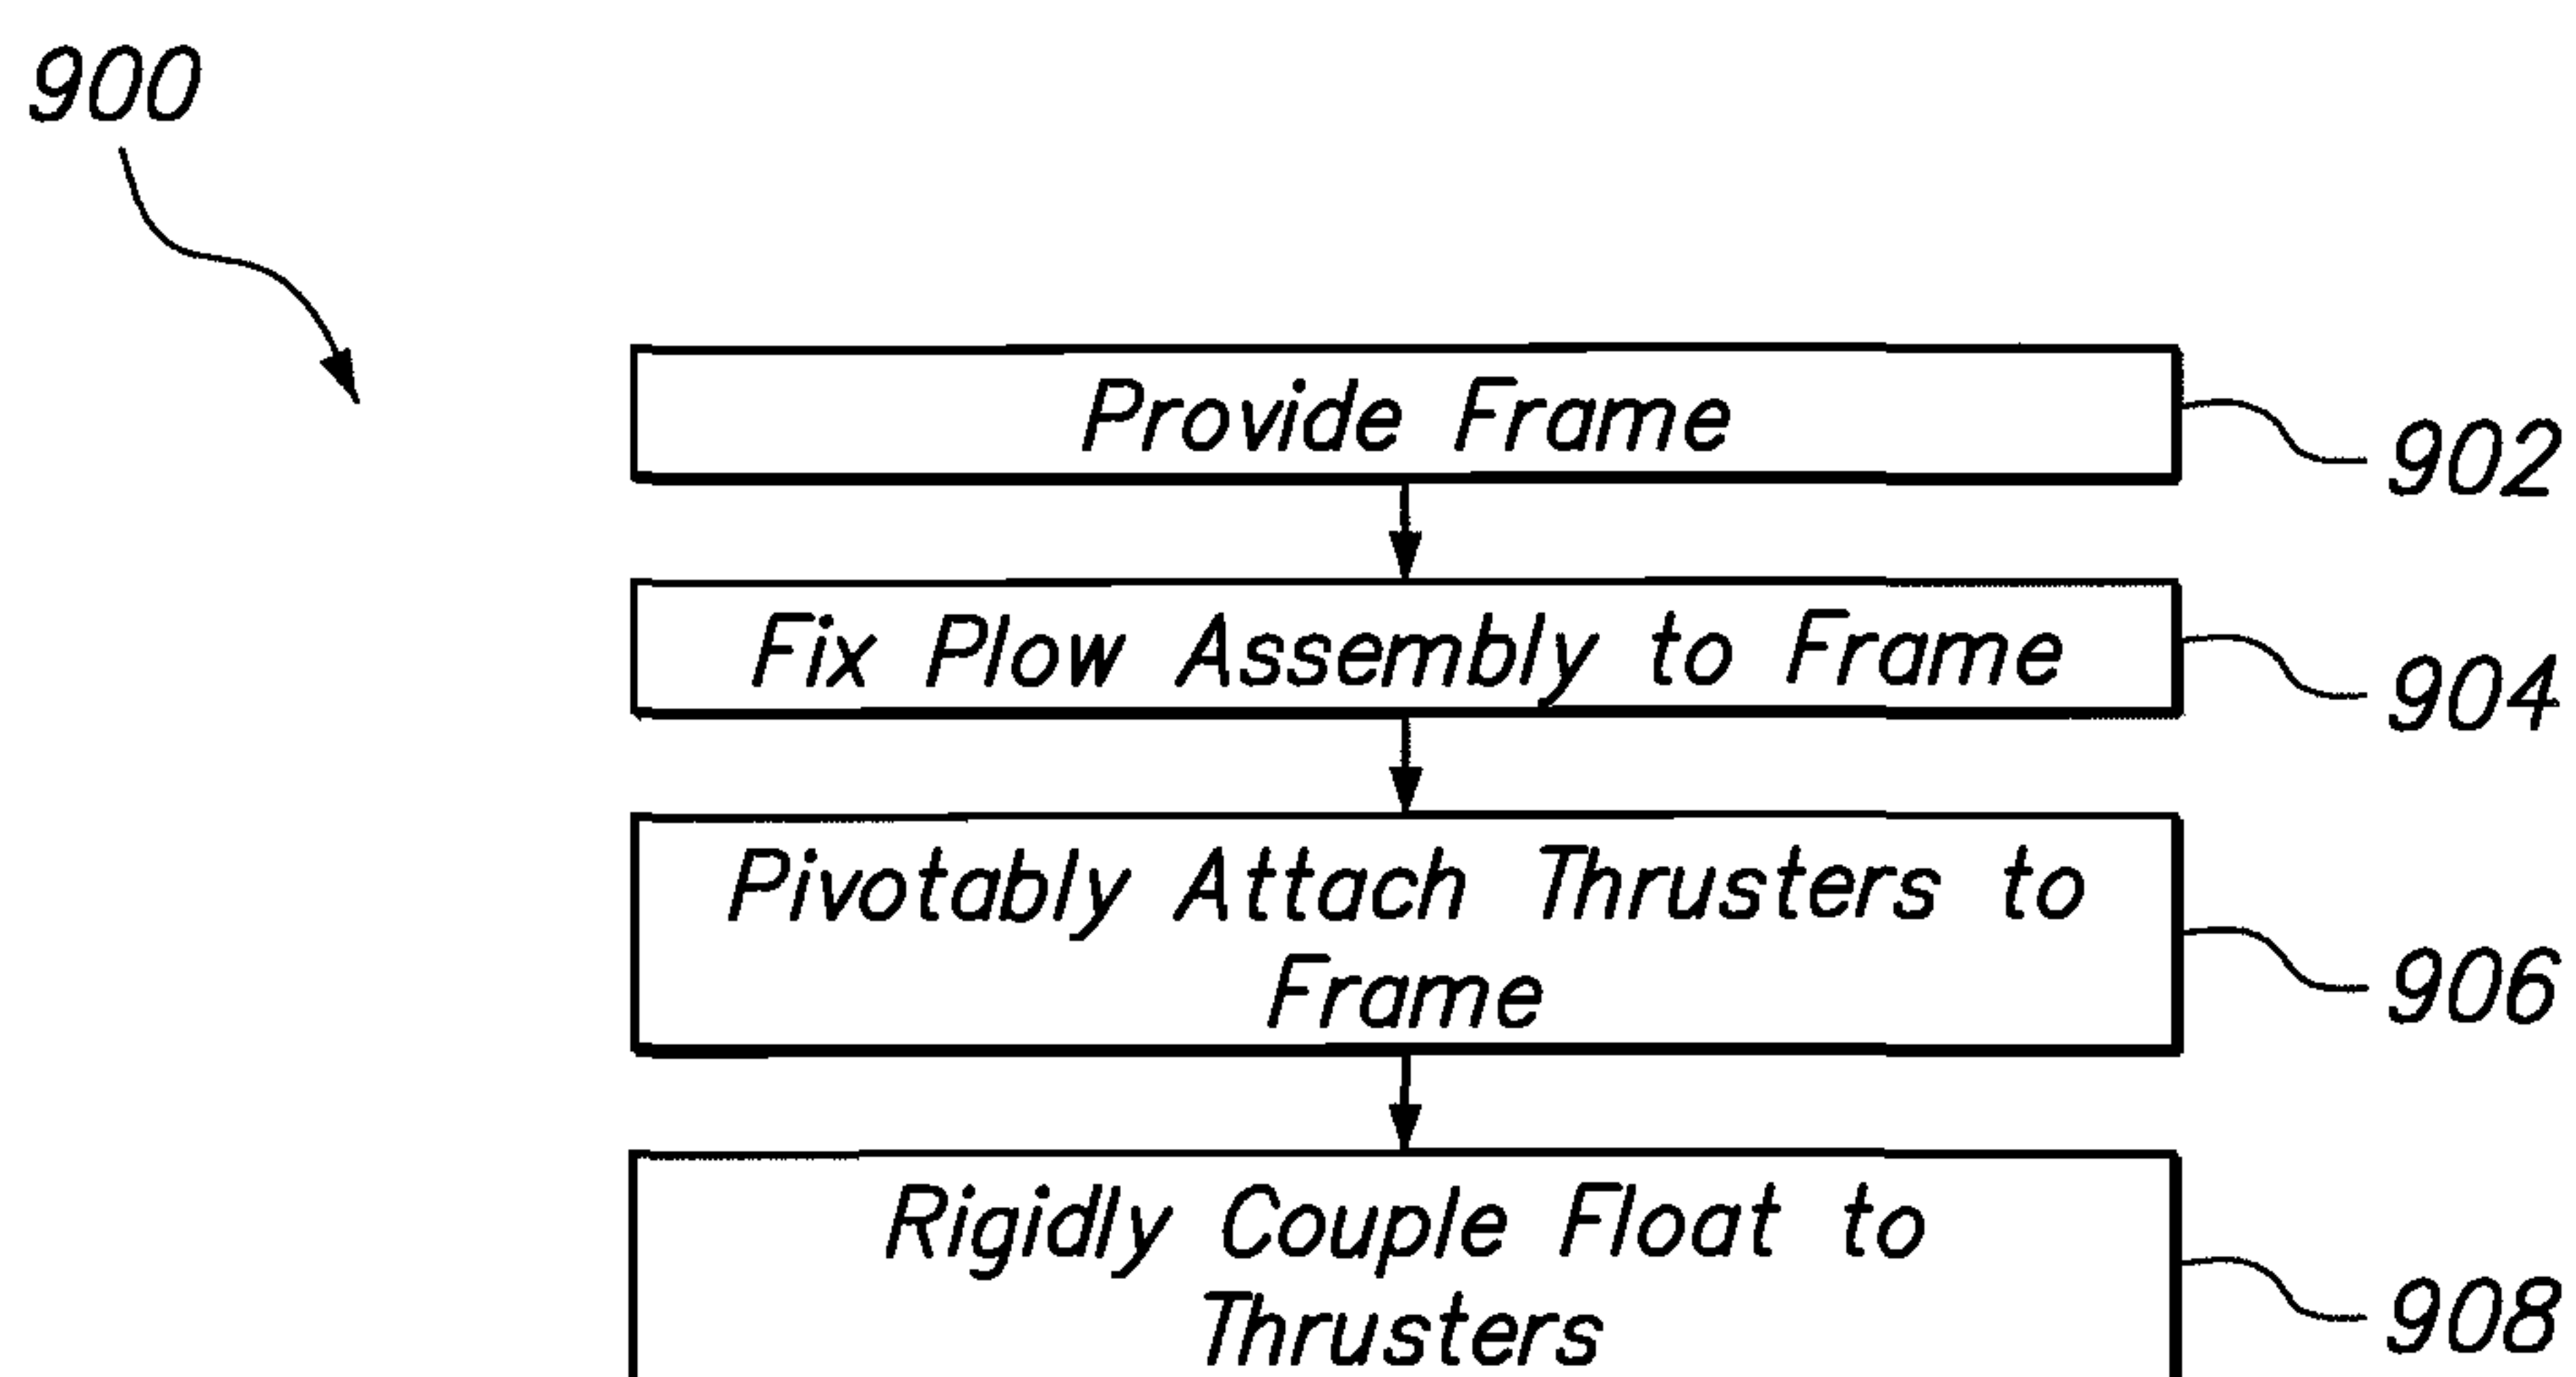 900
Provide Frame
902
Fix Plow Assembly to Frame
904
Pivotably Attach Thrusters to
Frame
906
Rigidly Couple Float to
Thrusters
908